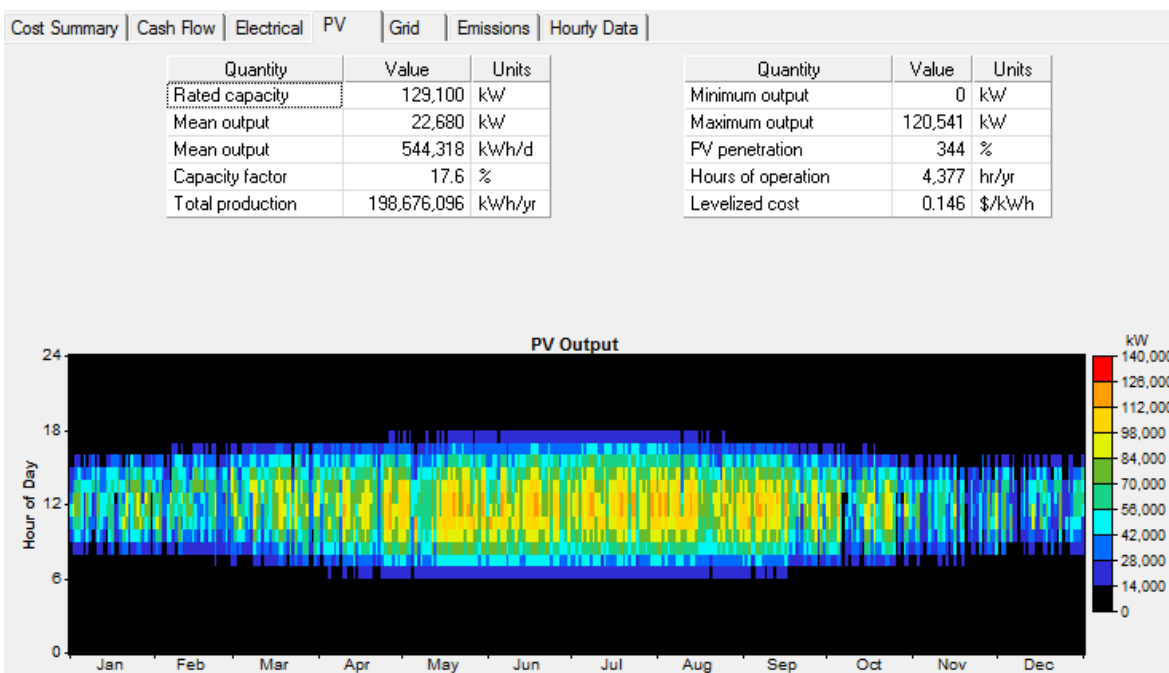 Cost Summary Cash Flow Electrical PV Grid Emissions Hourly Data
Quantity Value Units
Rated capacity 129,100 kW
Mean output 22,680 kW
Mean output 544,318 kWh/d
Capacity factor 17.6 %
Total production 198,676,096 kWh/yr
Quantity Value Units
Minimum output 0 kW
Maximum output 120,541 kW
PV penetration 344 %
Hours of operation 4,377 hr/yr
Levelized cost 0.146 $/kWh
PV Output
Hour of Day
24
18
12
6
0
Jan Feb Mar Apr May Jun Jul Aug Sep Oct Nov Dec
kW
140,000
126,000
112,000
98,000
84,000
70,000
56,000
42,000
28,000
14,000
0